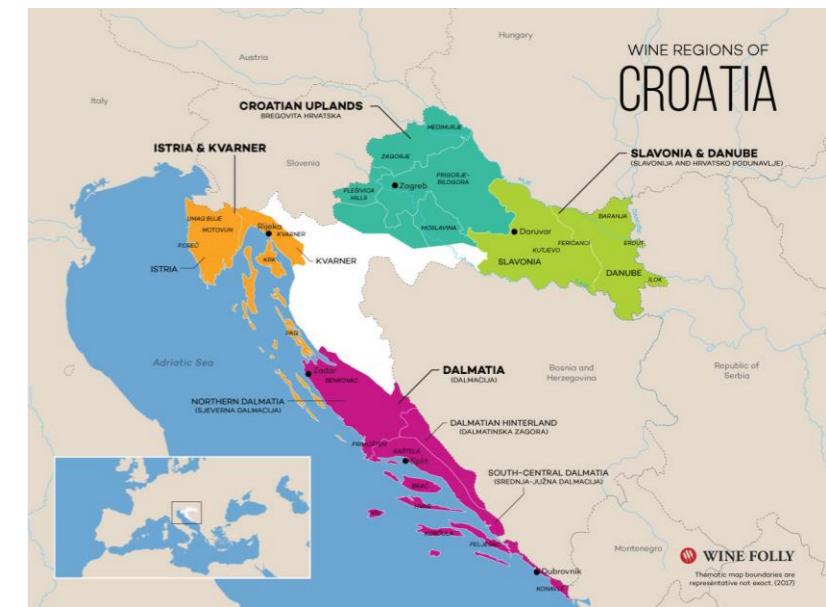 WINE REGIONS OF
CROATIA
Hungary
Austria
Italy
Slovenia
CROATIAN UPLANDS
BREGOVITA HRVATSKA
MEĐIMURJE
ZAGORJE
PRIGORJE-
BILOGORA
PLEŠIVICA
HILLS
Zagreb
MOSLAVINA
ISTRIA & KVARNER
UMAG BUJE
MOTOVUN
POREČ
ISTRIA
Rijeka
KVARNER
KVARNER
KRK
PAG
SLAVONIA & DANUBE
(SLAVONIJA AND HRVATSKO PODUNAVLJE)
BARANJA
Daruvar
FERIČANCI
KUTJEVO
ERDUT
SLAVONIA
DANUBE
ILOK
Adriatic Sea
Zadar
BENKOVAC
DALMATIA
(DALMACIJA)
Bosnia and
Herzegovina
Republic of
Serbia
NORTHERN DALMATIA
(SJEVERNA DALMACIJA)
DALMATIAN HINTERLAND
(DALMATINSKA ZAGORA)
PRIMOŠTEN
KAŠTELA
Split
SOUTH-CENTRAL DALMATIA
(SREDNJA-JUŽNA DALMACIJA)
BRAČ
HVAR
VIS
KORČULA
PELJEŠAC
Dubrovnik
KONAVLE
Montenegro
WINE FOLLY
Thematic map boundaries are
representative not exact. (2017)